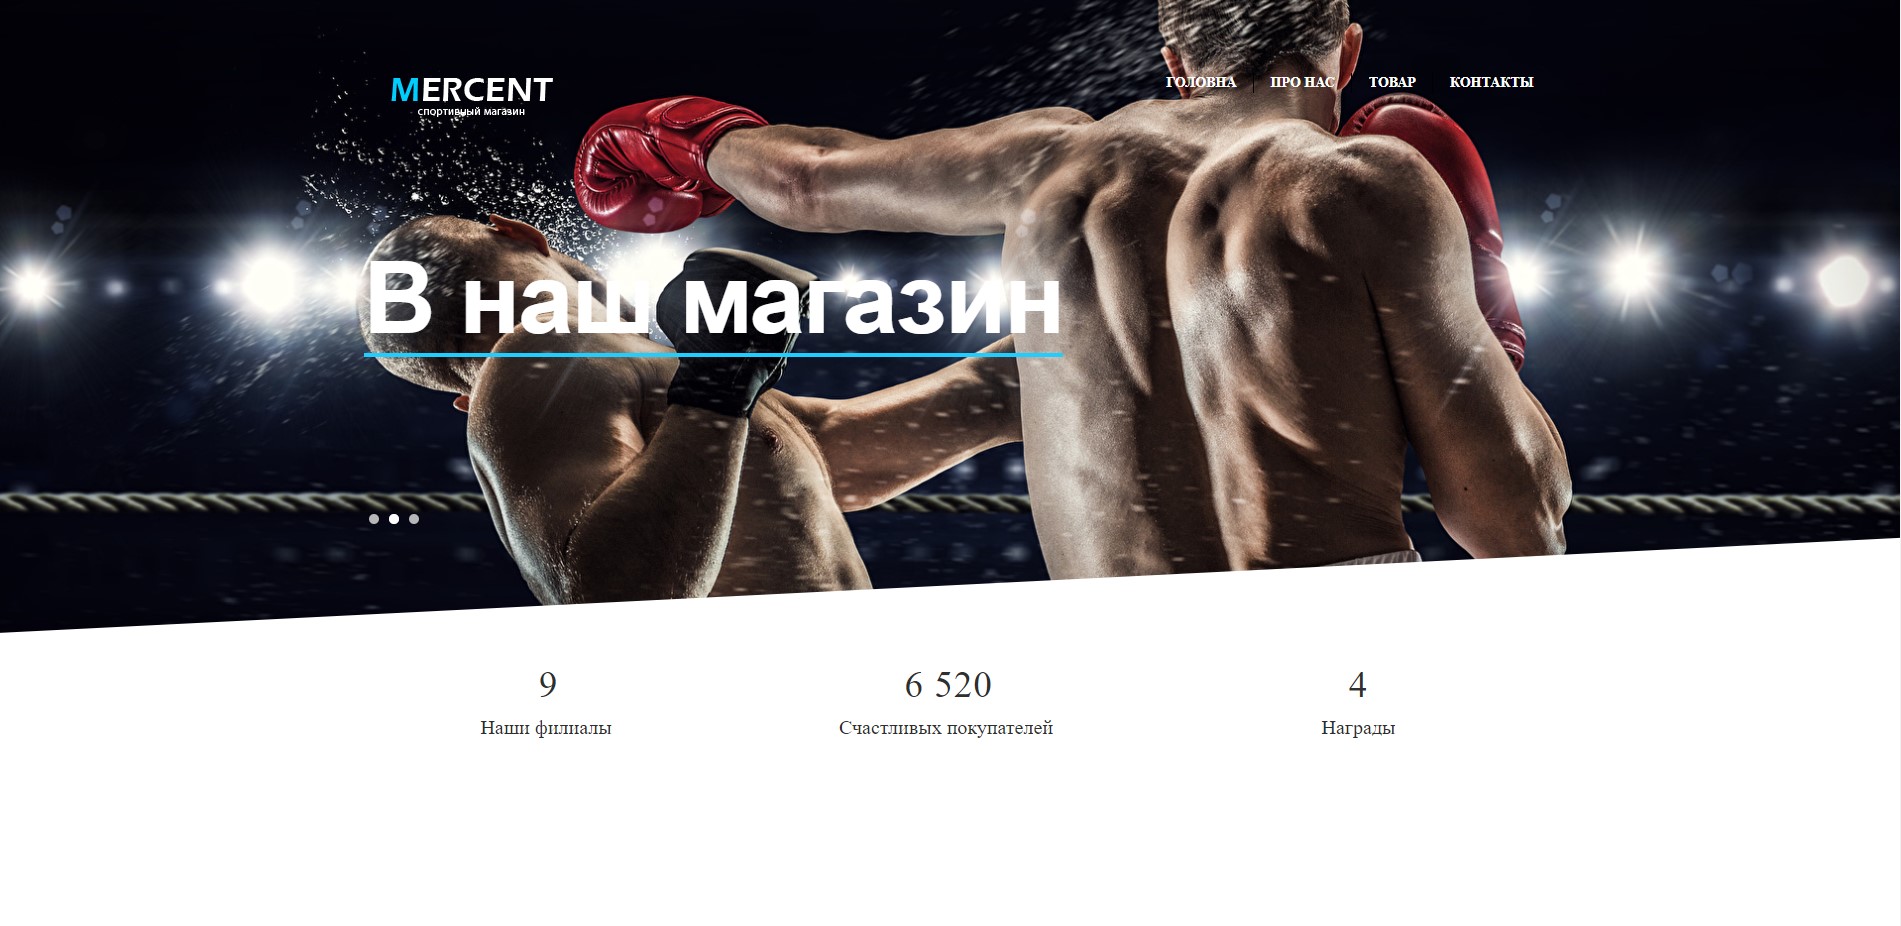 MERCENT
спортивный магазин
ГОЛОВНА ПРО НАС ТОВАР КОНТАКТЫ
В наш магазин
9
Наши филиалы
6 520
Счастливых покупателей
4
Награды